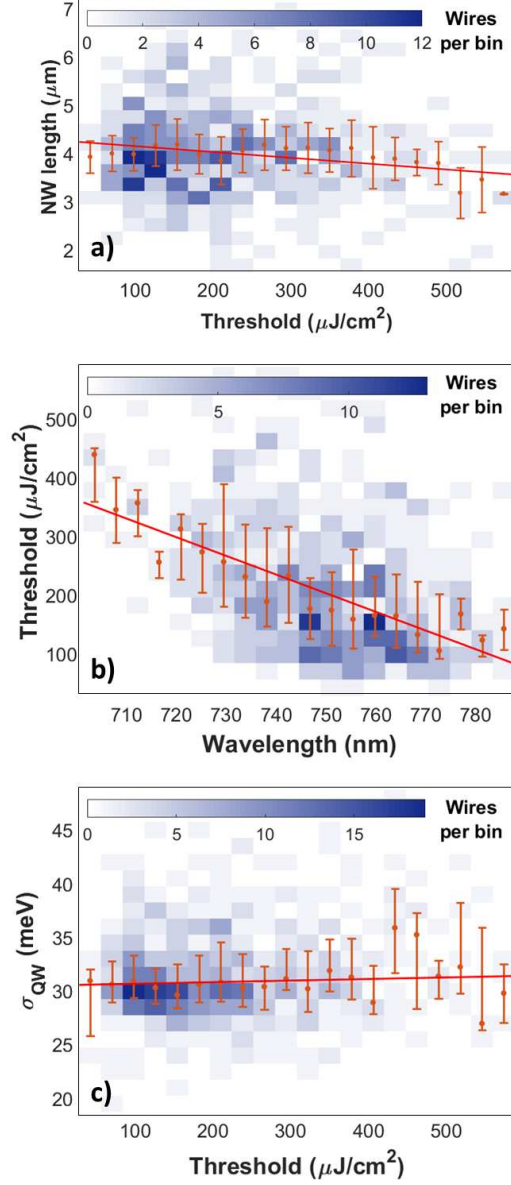 7
0 2 4 6 8 10 12
Wires
per bin
6
5
4
3
2
NW length (μm)
a)
100 200 300 400 500
Threshold (μJ/cm²)
0 5 10
Wires
per bin
500
400
300
200
100
Threshold (μJ/cm²)
b)
710 720 730 740 750 760 770 780
Wavelength (nm)
0 5 10 15
Wires
per bin
45
40
35
30
25
20
σQW (meV)
c)
100 200 300 400 500
Threshold (μJ/cm²)